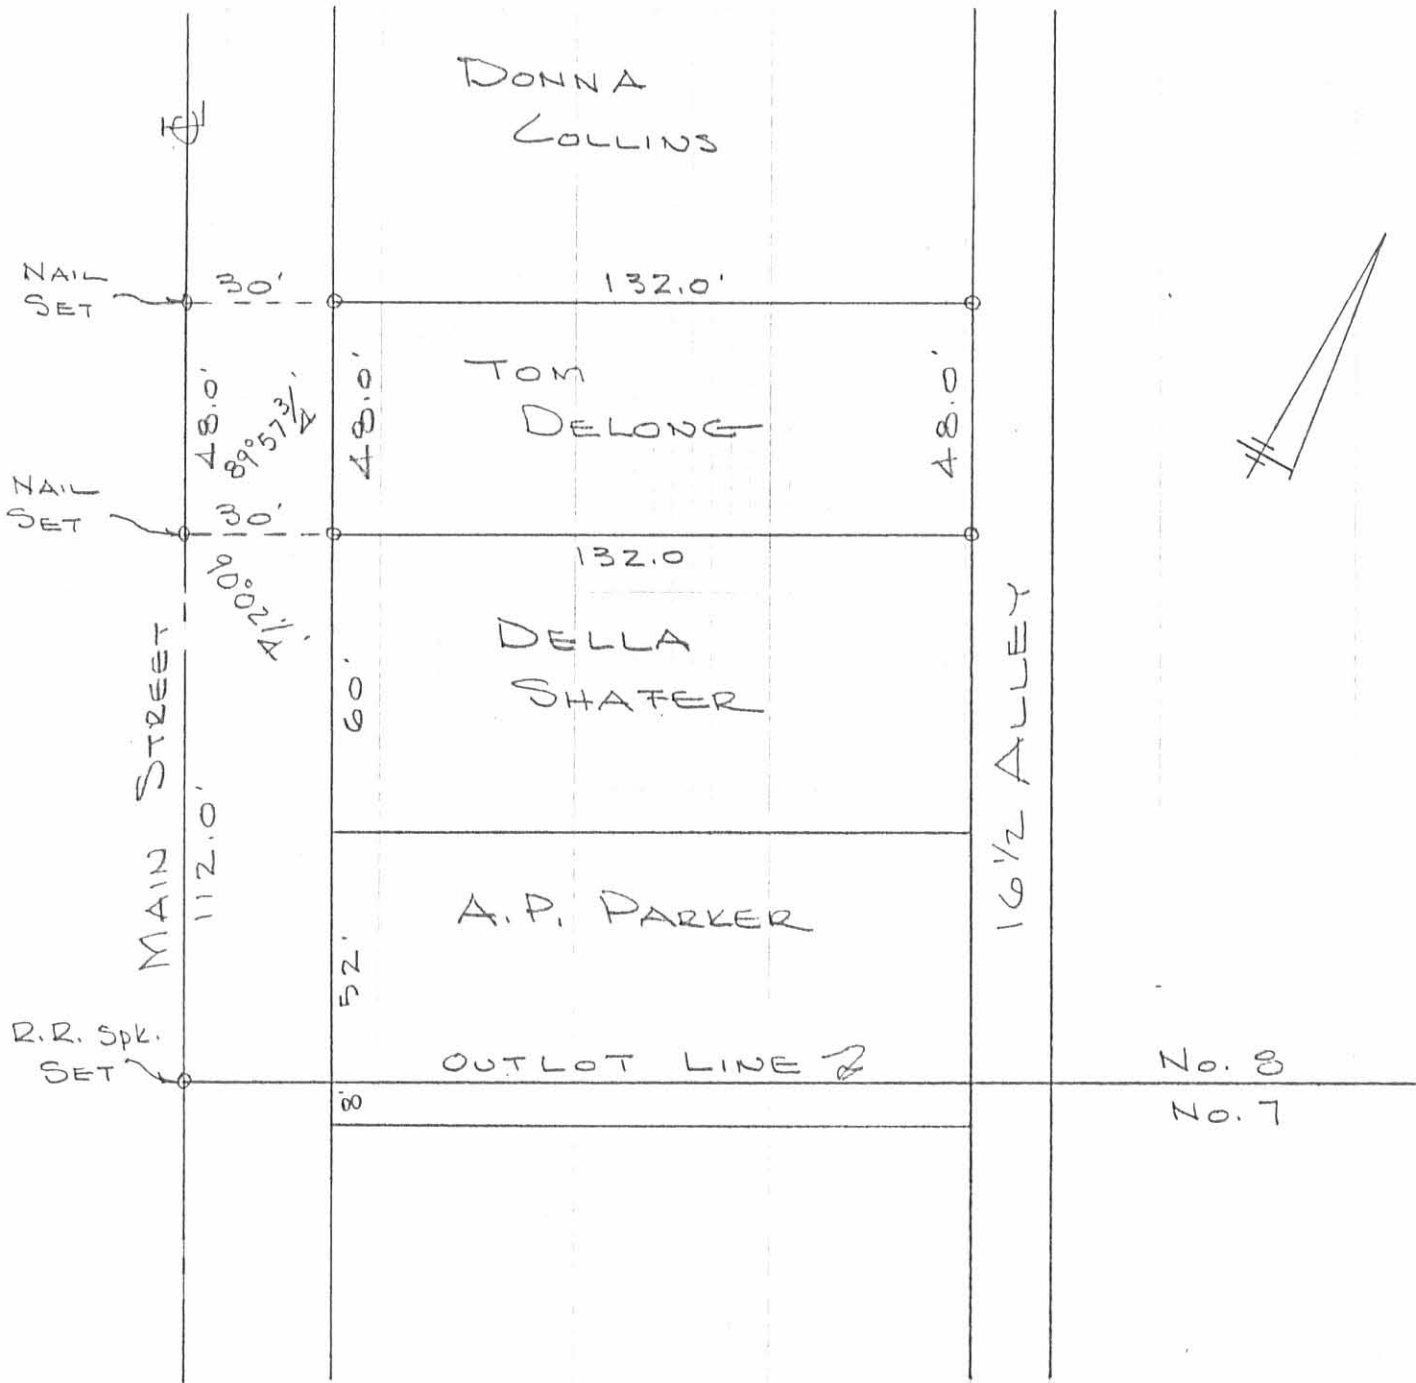 DONNA
COLLINS
℄
NAIL
SET
30'
132.0'
48.0'
89°57¾'
48.0'
TOM
DELONG
48.0'
NAIL
SET
30'
132.0
90°02¼'
DELLA
SHAFER
60'
MAIN STREET
112.0'
16½ ALLEY
A.P. PARKER
52'
R.R. Spk.
SET
OUTLOT LINE
No. 8
8'
No. 7